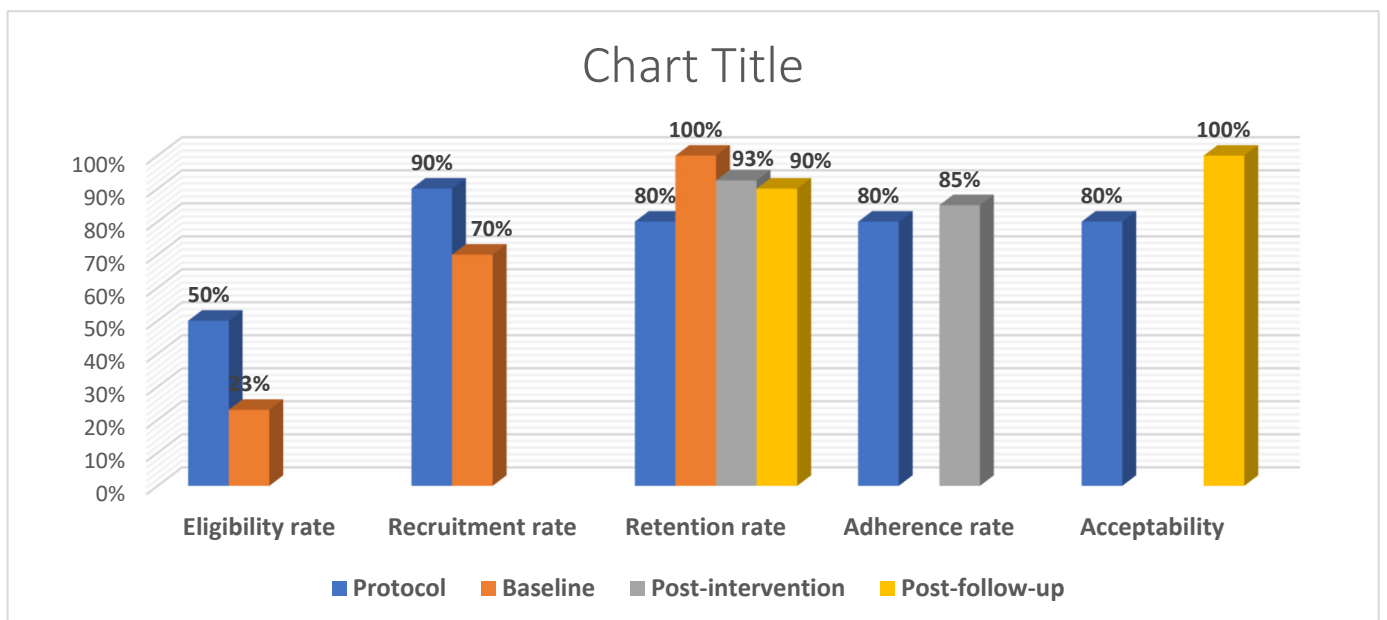 Chart Title
100%
90%
80%
70%
60%
50%
40%
30%
20%
10%
0%
50%
23%
90%
70%
80%
100%
93%
90%
80%
85%
80%
100%
Eligibility rate
Recruitment rate
Retention rate
Adherence rate
Acceptability
Protocol
Baseline
Post-intervention
Post-follow-up